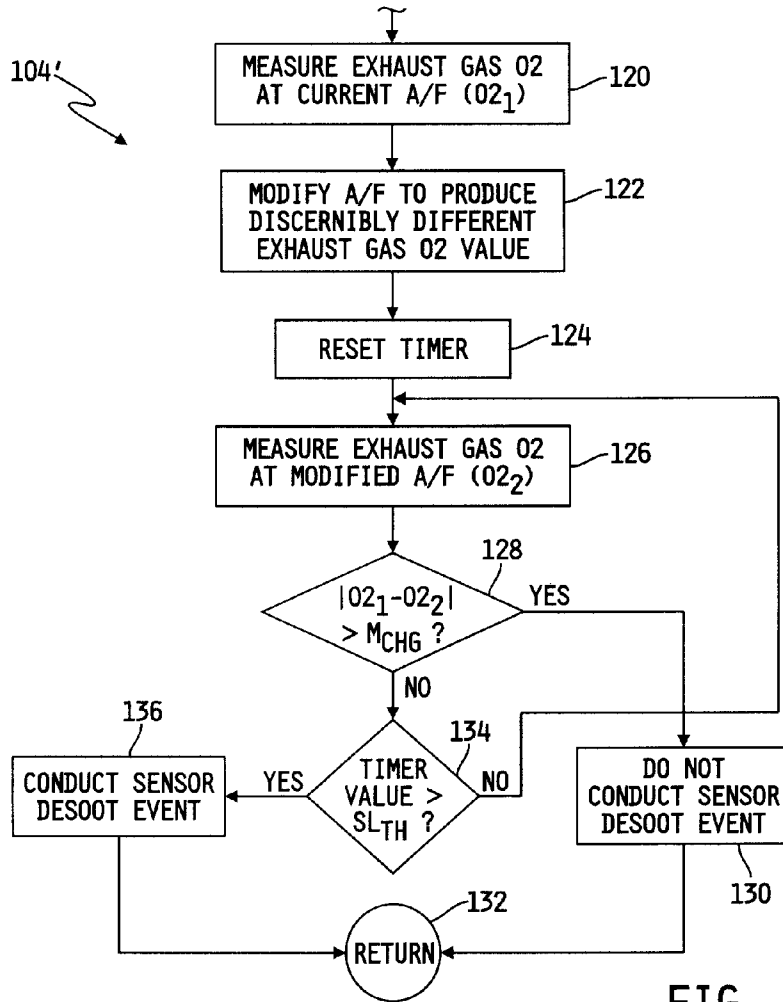 104'
MEASURE EXHAUST GAS O2
AT CURRENT A/F (O2₁)
120
MODIFY A/F TO PRODUCE
DISCERNIBLY DIFFERENT
EXHAUST GAS O2 VALUE
122
RESET TIMER
124
MEASURE EXHAUST GAS O2
AT MODIFIED A/F (O2₂)
126
|O2₁-O2₂|
> M_CHG ?
128
YES
NO
TIMER
VALUE >
SL_TH ?
134
YES
NO
136
CONDUCT SENSOR
DESOOT EVENT
DO NOT
CONDUCT SENSOR
DESOOT EVENT
130
RETURN
132
FIG